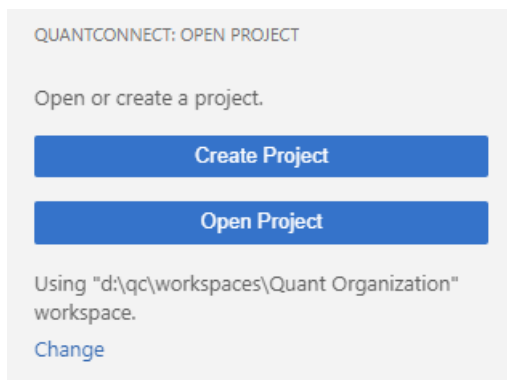 QUANTCONNECT: OPEN PROJECT
Open or create a project.
Create Project
Open Project
Using "d:\qc\workspaces\Quant Organization"
workspace.
Change